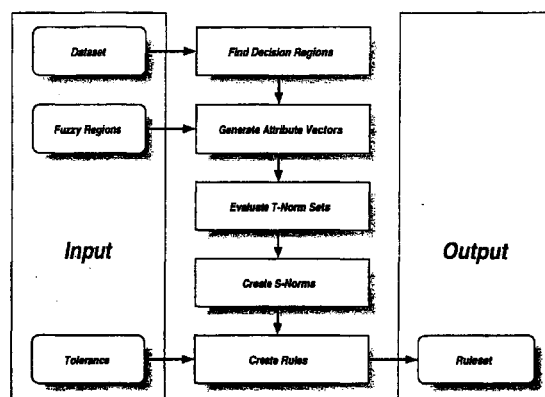 Dataset
Find Decision Regions
Fuzzy Regions
Generate Attribute Vectors
Evaluate T-Norm Sets
Input
Output
Create S-Norms
Tolerance
Create Rules
Ruleset